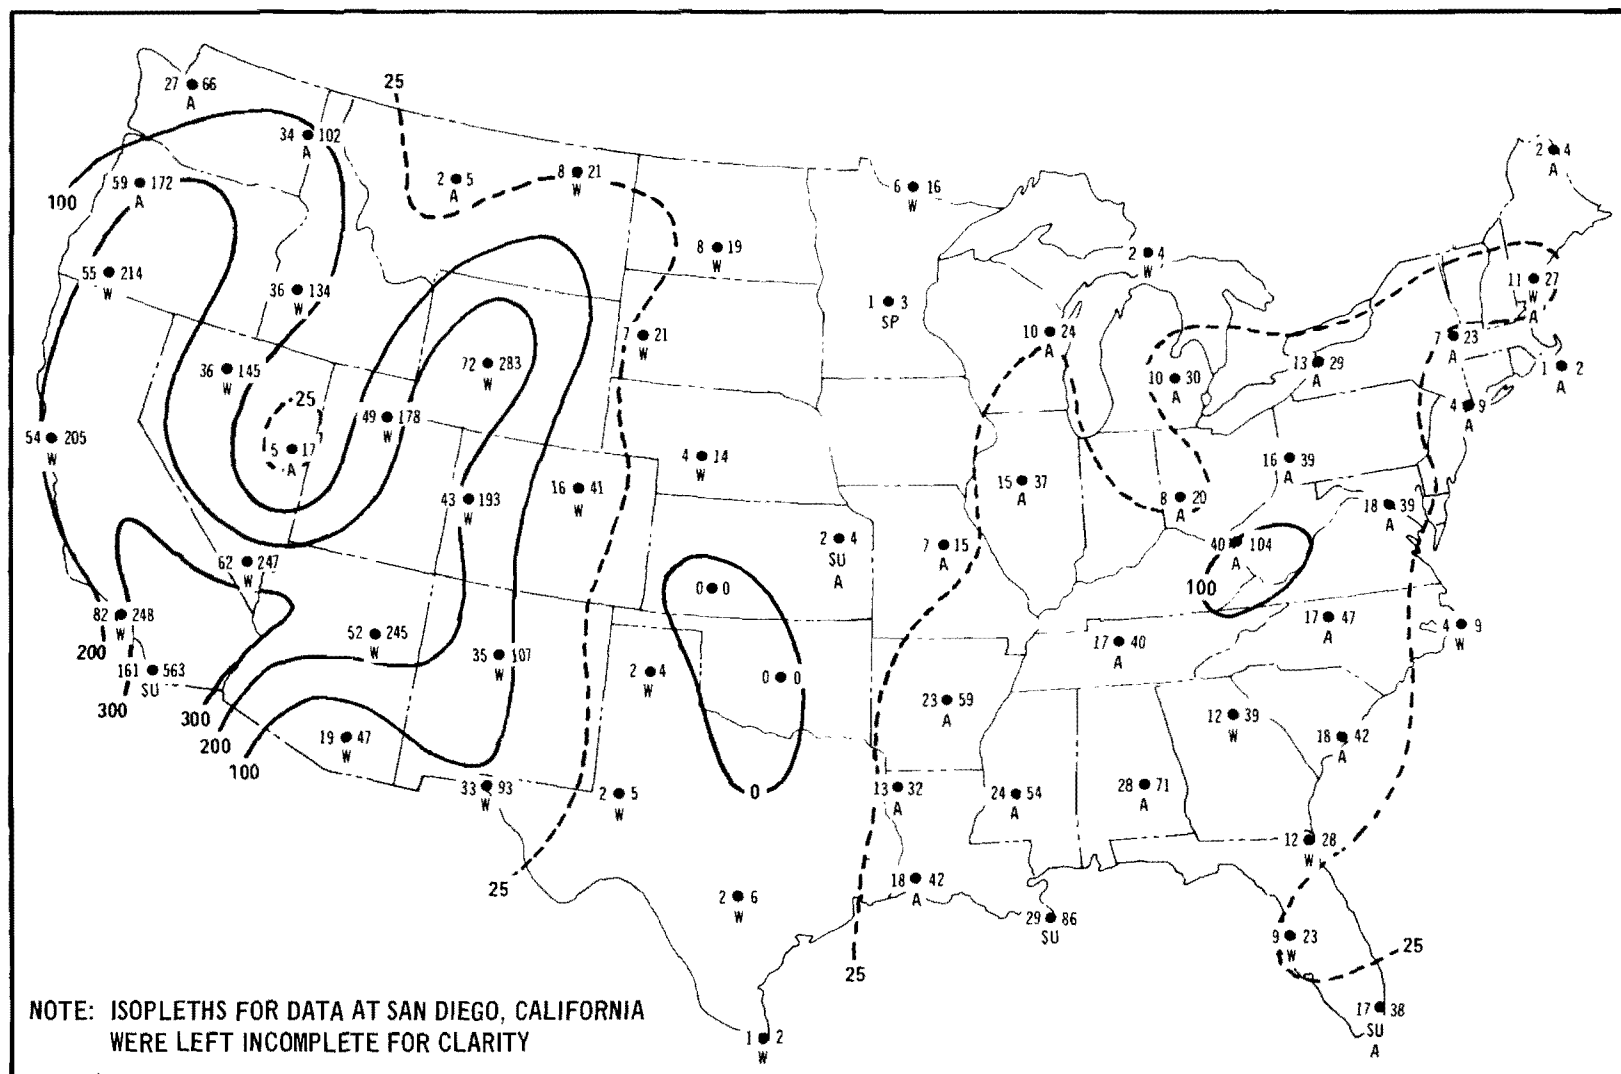 25
27 66
A
34 102
A
2 5
A
8 21
W
6 16
W
2 4
A
59 172
A
100
8 19
W
2 4
W
55 214
W
36 134
W
1 3
SP
11 27
W
A
7 21
W
10 24
A
7 23
A
36 145
W
72 283
W
10 30
A
13 29
A
1 2
A
25
49 178
W
4 9
A
54 205
W
5 17
A
4 14
W
16 39
A
43 193
W
16 41
W
15 37
A
8 20
A
18 39
A
62 247
W
2 4
SU
A
7 15
A
40 104
A
100
0 0
82 248
W
200
52 245
W
35 107
W
17 40
A
17 47
A
4 9
W
161 563
SU
300
300
200
100
2 4
W
0 0
23 59
A
12 39
W
18 42
A
19 47
W
33 93
W
2 5
W
0
13 32
A
24 54
A
28 71
A
12 28
W
25
2 6
W
18 42
A
29 86
SU
9 23
W
25
25
17 38
SU
A
1 2
W
NOTE: ISOPLETHS FOR DATA AT SAN DIEGO, CALIFORNIA
WERE LEFT INCOMPLETE FOR CLARITY